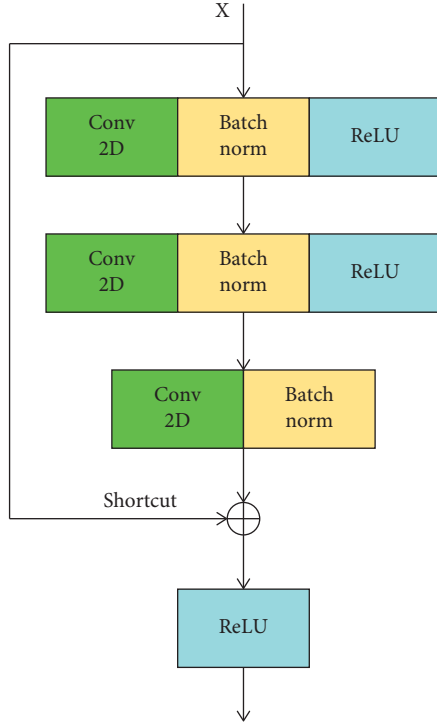 X
Conv
2D
Batch
norm
ReLU
Conv
2D
Batch
norm
ReLU
Conv
2D
Batch
norm
Shortcut
ReLU